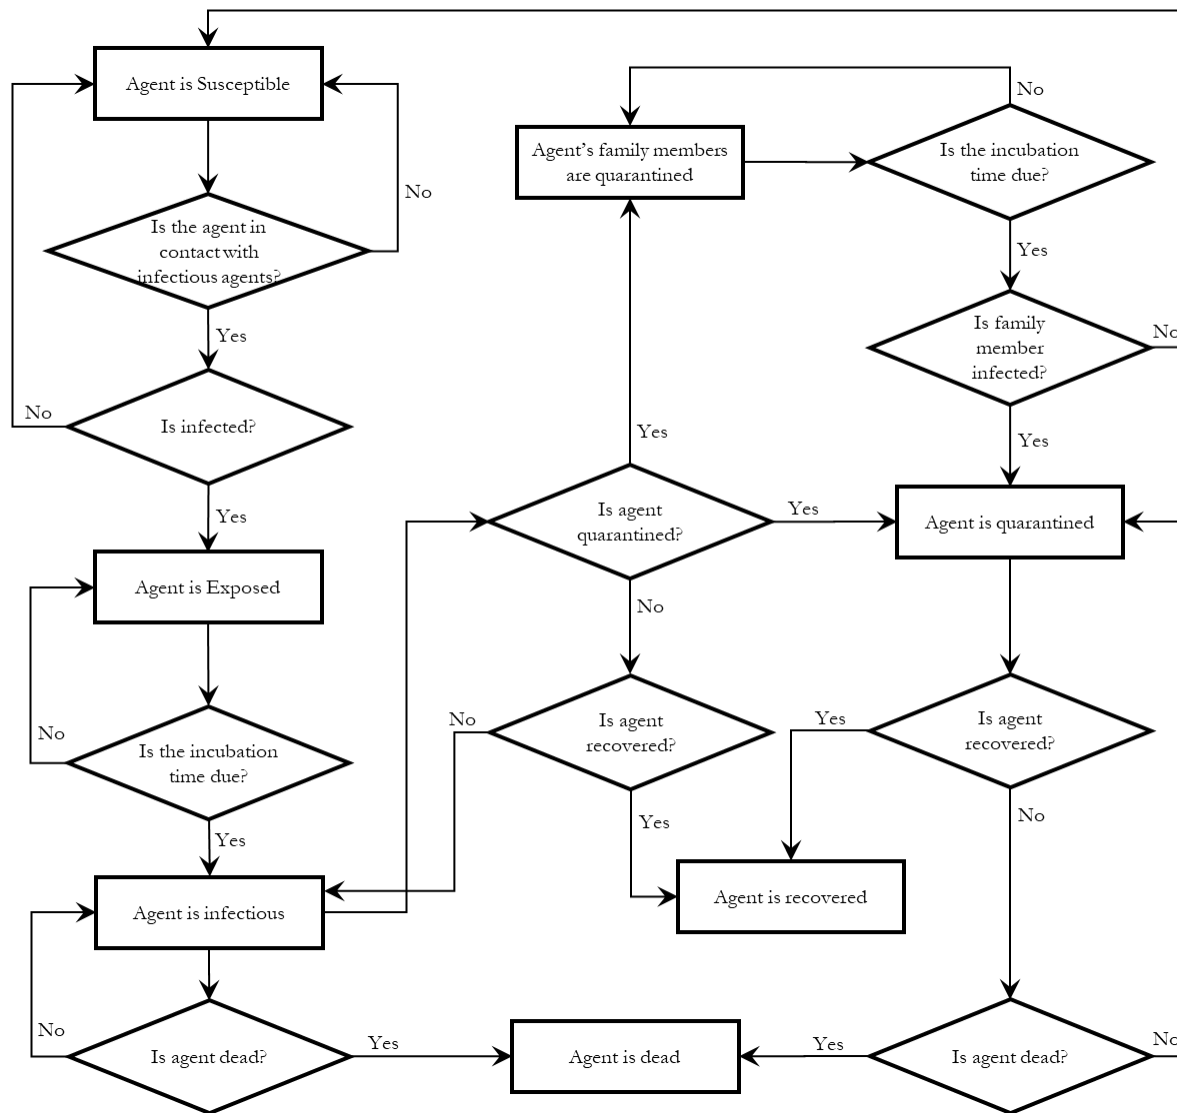 Agent is Susceptible
No
Is the agent in
contact with
infectious agents?
Yes
No
Is infected?
Yes
Agent is Exposed
No
Is the incubation
time due?
Yes
Agent is infectious
No
Is agent dead?
Yes
Agent is dead
No
Agent's family members
are quarantined
Is the incubation
time due?
Yes
Is family
member
infected?
No
Yes
Yes
Is agent
quarantined?
Yes
Agent is quarantined
No
No
Is agent
recovered?
Yes
Yes
Is agent
recovered?
No
Agent is recovered
Yes
Is agent dead?
No